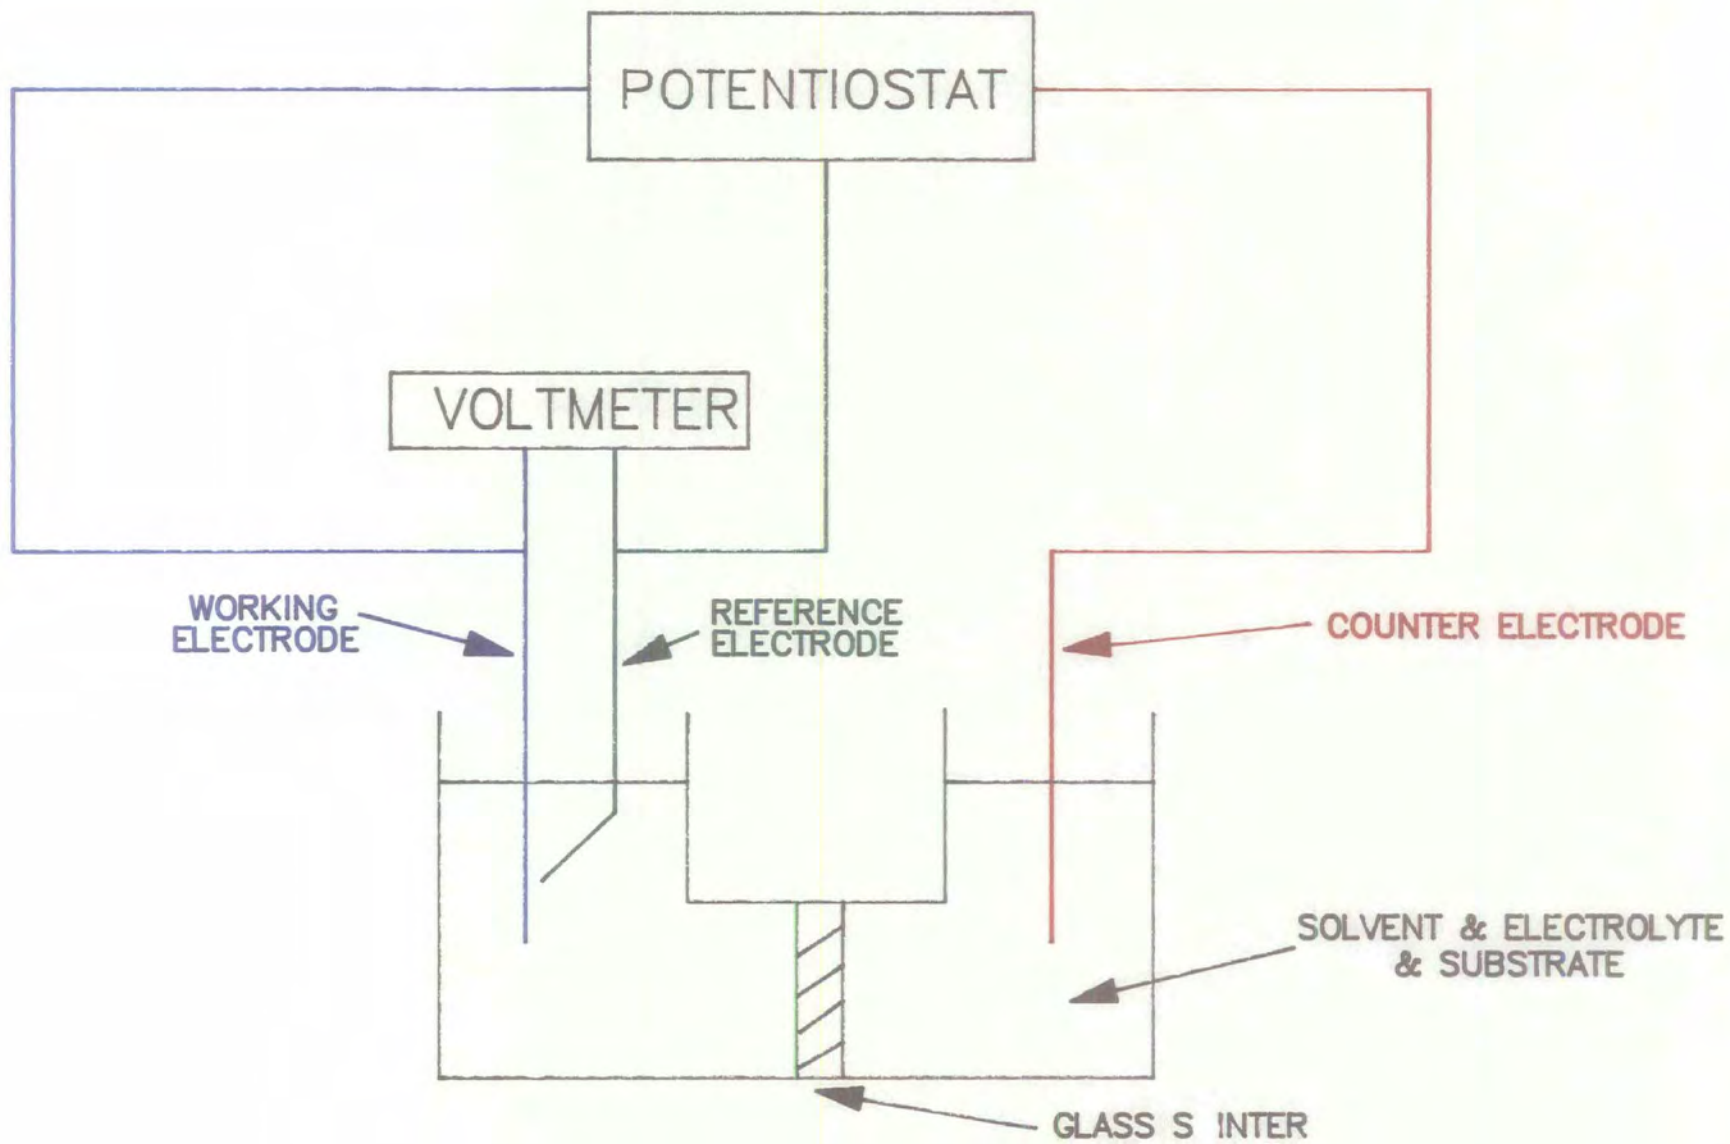 POTENTIOSTAT
VOLTMETER
WORKING
ELECTRODE
REFERENCE
ELECTRODE
COUNTER ELECTRODE
SOLVENT & ELECTROLYTE
& SUBSTRATE
GLASS S INTER